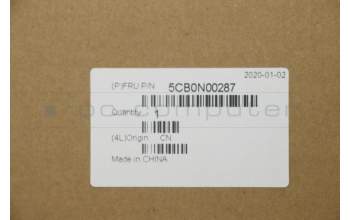 2020-01-02
(P)FRU P/N 5CB0N00287
Quantity 1
(4L)Origin CN
Made in CHINA